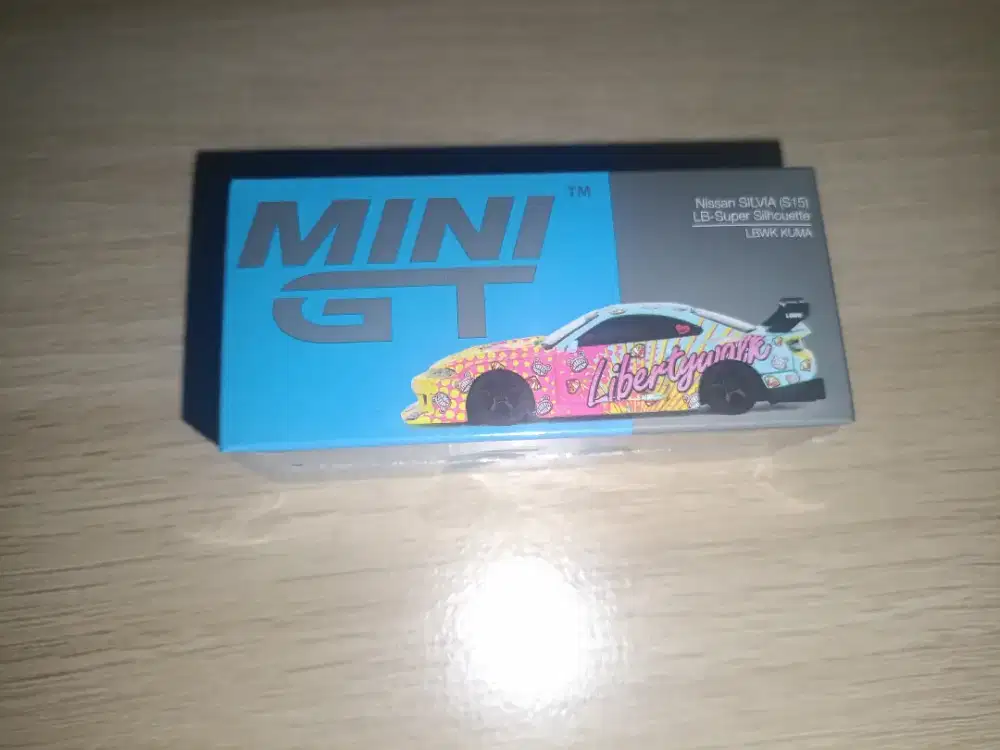 MINI
GT
TM
Nissan SILVIA (S15)
LB-Super Silhouette
LBWK KUMA
Libertywalk